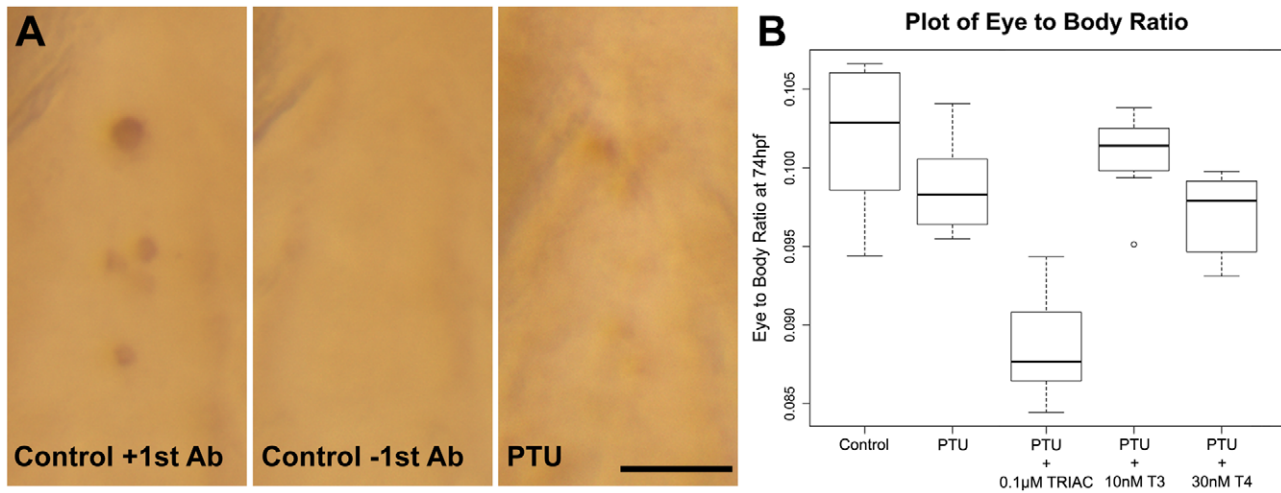 A
Control +1st Ab
Control -1st Ab
PTU
B
Plot of Eye to Body Ratio
Eye to Body Ratio at 74hpf
0.105
0.100
0.095
0.090
0.085
Control
PTU
PTU
+
0.1µM TRIAC
PTU
+
10nM T3
PTU
+
30nM T4